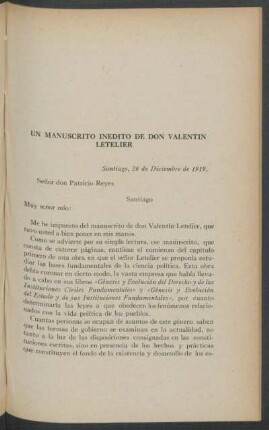 UN MANUSCRITO INEDITO DE DON VALENTIN
LETELIER
Santiago, 26 de Diciembre de 1919.
Señor don Patricio Reyes
Santiago
Muy señor mío:
Me he impuesto del manuscrito de don Valentín Letelier, que
tuvo usted a bien poner en mis manos.
Como se advierte por su simple lectura, ese manuscrito, que
consta de catorce páginas, contiene el comienzo del capítulo
primero de una obra, en que el señor Letelier se proponía estu-
diar las bases fundamentales de la ciencia política. Esta obra
debía coronar en cierto modo, la vasta empresa que había lleva-
do a cabo en sus libros «Génesis y Evolución del Derecho y de las
Instituciones Civiles Fundamentales» y «Génesis y Evolución
del Estado y de sus Instituciones Fundamentales», por cuanto
determinaría las leyes a que obedecen los fenómenos relacio-
nados con la vida política de los pueblos.
Cuantas personas se ocupan de asuntos de este género saben
que las formas de gobierno se examinan en la actualidad, no
tanto a la luz de las disposiciones consignadas en las consti-
tuciones escritas, sino en presencia de los hechos y prácticas
que constituyen el fondo de la existencia y desarrollo de los es-